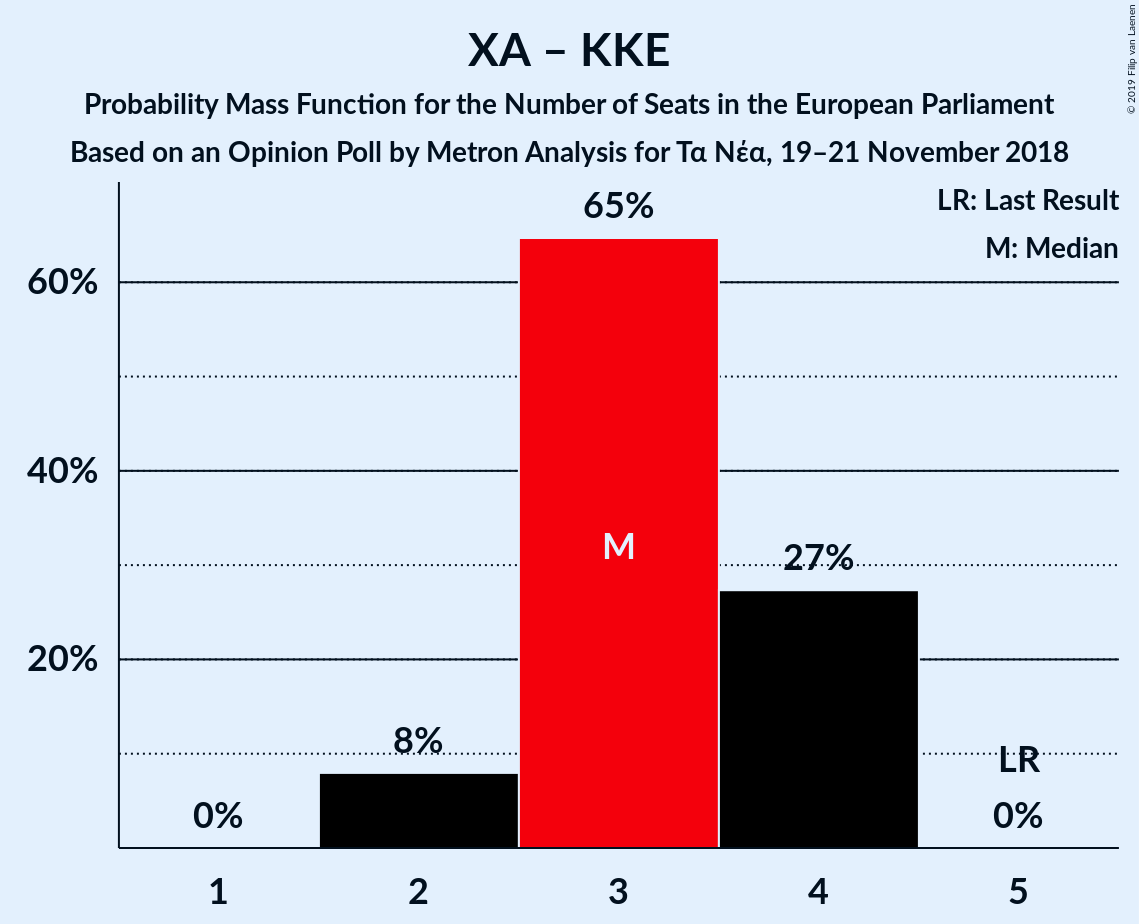 XA – KKE
Probability Mass Function for the Number of Seats in the European Parliament
Based on an Opinion Poll by Metron Analysis for Τα Νέα, 19–21 November 2018
© 2019 Filip van Laenen
LR: Last Result
M: Median
60%
40%
20%
0%
8%
65%
M
27%
LR
0%
1 2 3 4 5